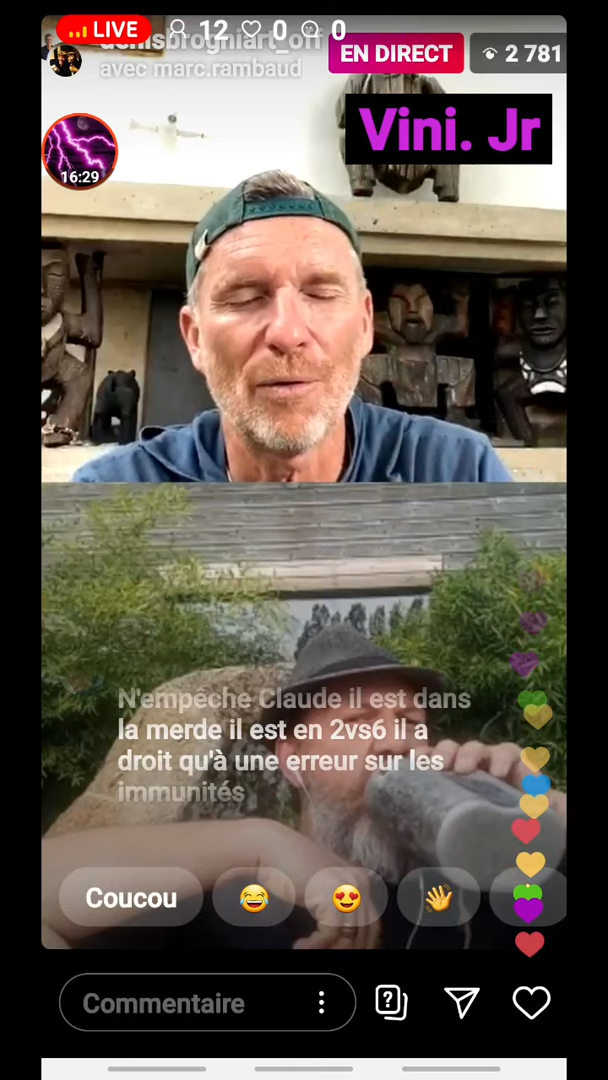 LIVE 12 0 0
denisbrogniart_off
avec marc.rambaud
EN DIRECT
2 781
Vini. Jr
16:29
N'empêche Claude il est dans
la merde il est en 2vs6 il a
droit qu'à une erreur sur les
immunités
Coucou
Commentaire